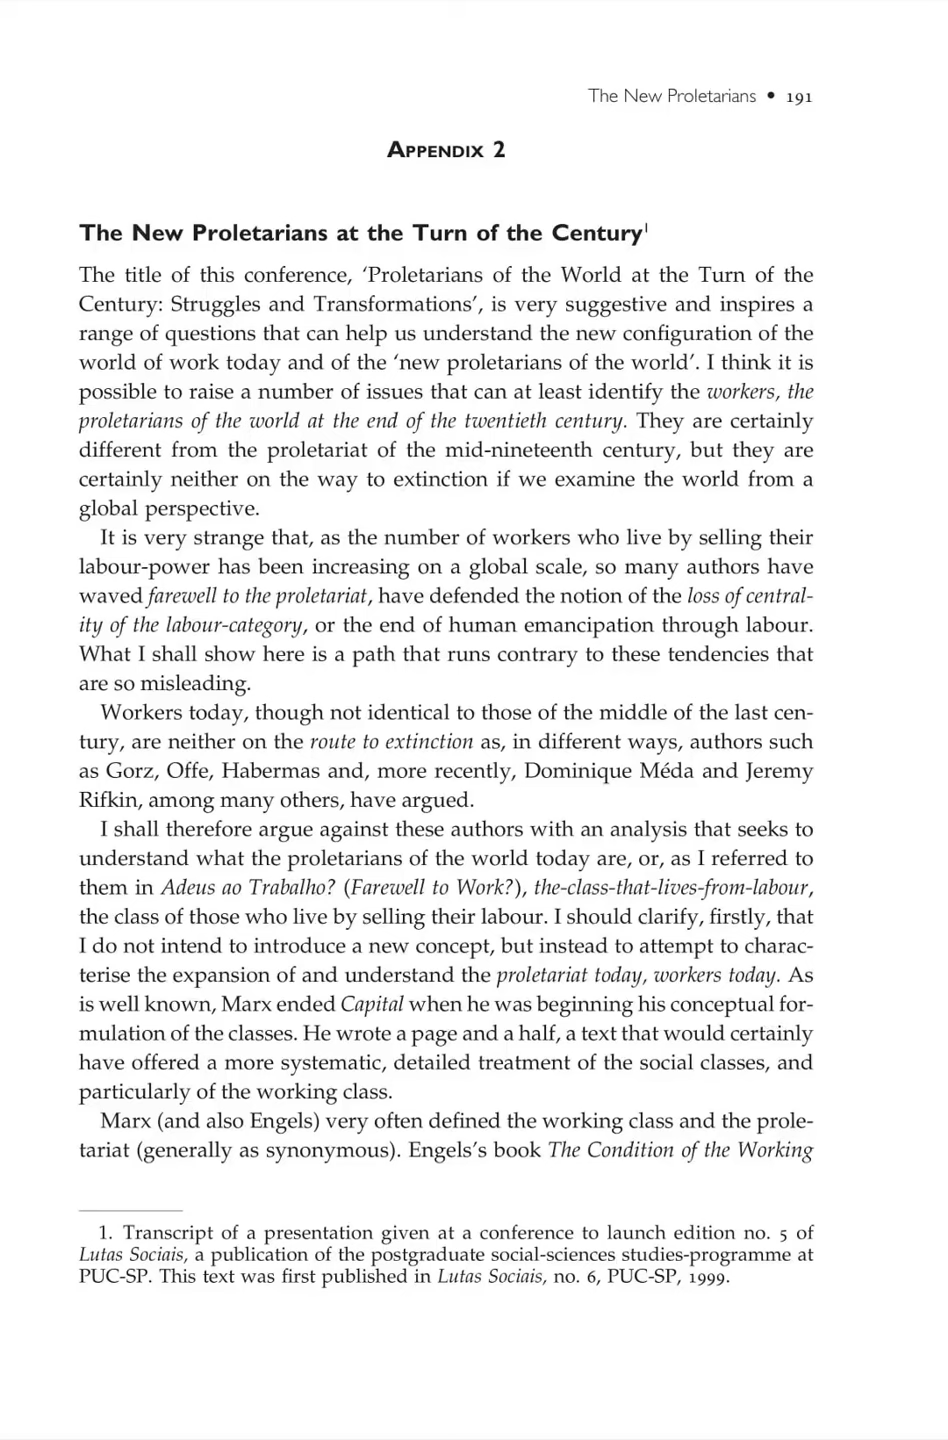 The New Proletarians • 191
Appendix 2
The New Proletarians at the Turn of the Century1
The title of this conference, ‘Proletarians of the World at the Turn of the
Century: Struggles and Transformations’, is very suggestive and inspires a
range of questions that can help us understand the new configuration of the
world of work today and of the ‘new proletarians of the world’. I think it is
possible to raise a number of issues that can at least identify the workers, the
proletarians of the world at the end of the twentieth century. They are certainly
different from the proletariat of the mid-nineteenth century, but they are
certainly neither on the way to extinction if we examine the world from a
global perspective.
It is very strange that, as the number of workers who live by selling their
labour-power has been increasing on a global scale, so many authors have
waved farewell to the proletariat, have defended the notion of the loss of central-
ity of the labour-category, or the end of human emancipation through labour.
What I shall show here is a path that runs contrary to these tendencies that
are so misleading.
Workers today, though not identical to those of the middle of the last cen-
tury, are neither on the route to extinction as, in different ways, authors such
as Gorz, Offe, Habermas and, more recently, Dominique Méda and Jeremy
Rifkin, among many others, have argued.
I shall therefore argue against these authors with an analysis that seeks to
understand what the proletarians of the world today are, or, as I referred to
them in Adeus ao Trabalho? (Farewell to Work?), the-class-that-lives-from-labour,
the class of those who live by selling their labour. I should clarify, firstly, that
I do not intend to introduce a new concept, but instead to attempt to charac-
terise the expansion of and understand the proletariat today, workers today. As
is well known, Marx ended Capital when he was beginning his conceptual for-
mulation of the classes. He wrote a page and a half, a text that would certainly
have offered a more systematic, detailed treatment of the social classes, and
particularly of the working class.
Marx (and also Engels) very often defined the working class and the prole-
tariat (generally as synonymous). Engels’s book The Condition of the Working
1. Transcript of a presentation given at a conference to launch edition no. 5 of
Lutas Sociais, a publication of the postgraduate social-sciences studies-programme at
PUC-SP. This text was first published in Lutas Sociais, no. 6, PUC-SP, 1999.